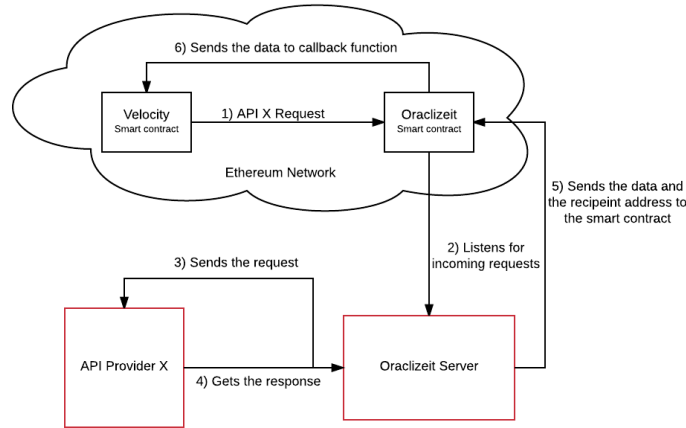 6) Sends the data to callback function
Velocity
Smart contract
1) API X Request
Oraclizeit
Smart contract
Ethereum Network
5) Sends the data and
the recipeint address to
the smart contract
2) Listens for
incoming requests
3) Sends the request
API Provider X
4) Gets the response
Oraclizeit Server